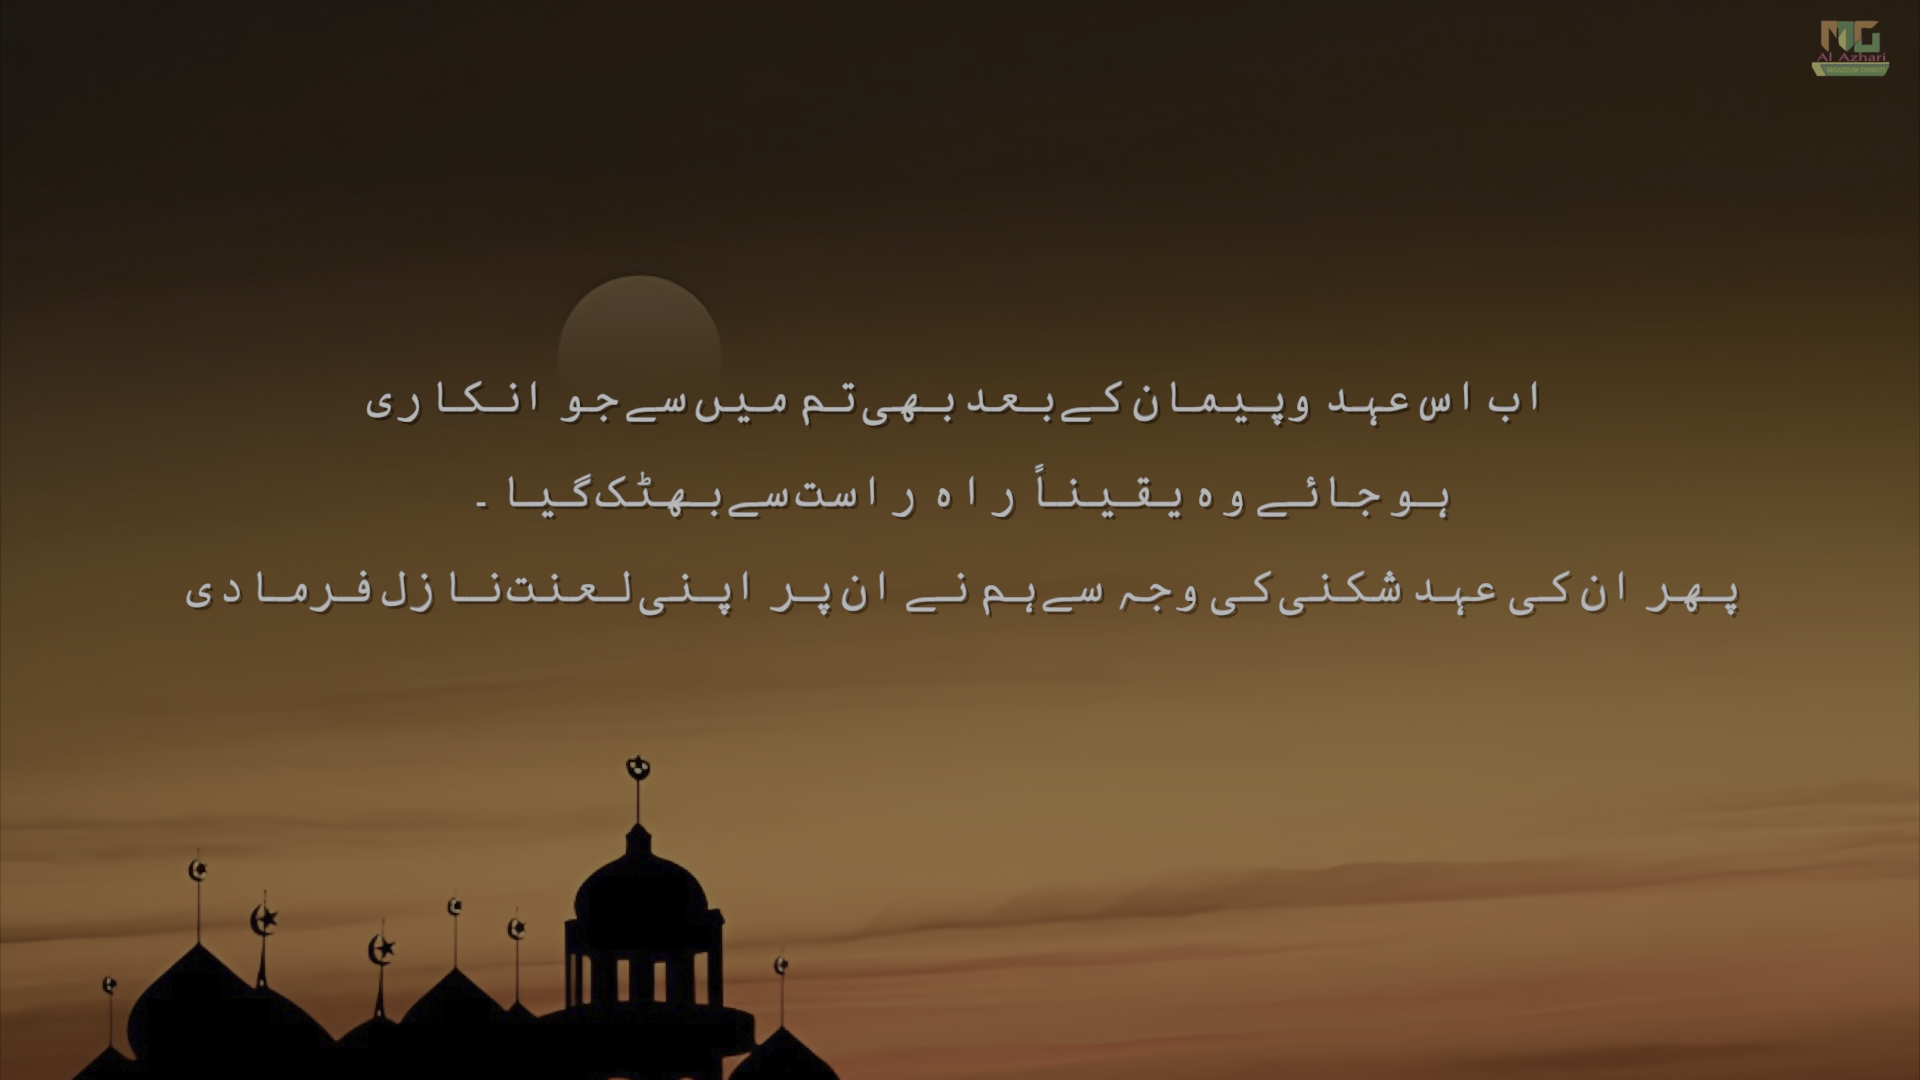 MG
Al Azhari
اب اس عہد وپیمان کے بعد بھی تم میں سے جو انکاری
ہو جائے وہ یقیناً راہ راست سے بھٹک گیا ۔
پھر ان کی عہد شکنی کی وجہ سے ہم نے ان پر اپنی لعنت نازل فرما دی